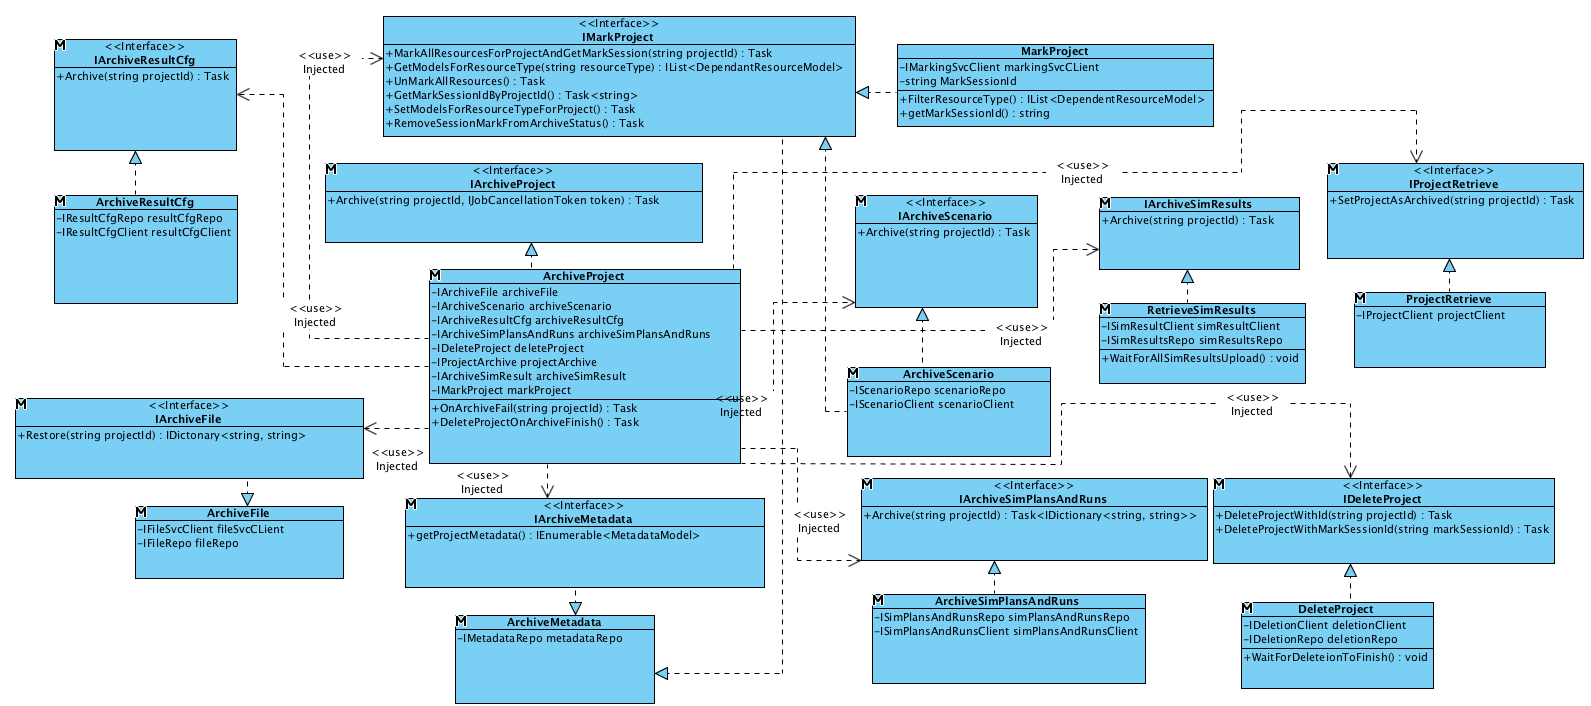 <<Interface>>
IArchiveResultCfg
+Archive(string projectId) : Task
ArchiveResultCfg
-IResultCfgRepo resultCfgRepo
-IResultCfgClient resultCfgClient
<<use>>
Injected
<<Interface>>
IMarkProject
+MarkAllResourcesForProjectAndGetMarkSession(string projectId) : Task
+GetModelsForResourceType(string resourceType) : IList<DependantResourceModel>
+UnMarkAllResources() : Task
+GetMarkSessionIdByProjectId() : Task<string>
+SetModelsForResourceTypeForProject() : Task
+RemoveSessionMarkFromArchiveStatus() : Task
MarkProject
-IMarkingSvcClient markingSvcCLient
-string MarkSessionId
+FilterResourceType() : IList<DependentResourceModel>
+getMarkSessionId() : string
<<Interface>>
IArchiveProject
+Archive(string projectId, IJobCancellationToken token) : Task
<<use>>
Injected
<<Interface>>
IProjectRetrieve
+SetProjectAsArchived(string projectId) : Task
ProjectRetrieve
-IProjectClient projectClient
<<Interface>>
IArchiveScenario
+Archive(string projectId) : Task
IArchiveSimResults
+Archive(string projectId) : Task
RetrieveSimResults
-ISimResultClient simResultClient
-ISimResultsRepo simResultsRepo
+WaitForAllSimResultsUpload() : void
<<use>>
Injected
ArchiveProject
-IArchiveFile archiveFile
-IArchiveScenario archiveScenario
-IArchiveResultCfg archiveResultCfg
-IArchiveSimPlansAndRuns archiveSimPlansAndRuns
-IDeleteProject deleteProject
-IProjectArchive projectArchive
-IArchiveSimResult archiveSimResult
-IMarkProject markProject
+OnArchiveFail(string projectId) : Task
+DeleteProjectOnArchiveFinish() : Task
<<use>>
Injected
<<use>>
Injected
ArchiveScenario
-IScenarioRepo scenarioRepo
-IScenarioClient scenarioClient
<<use>>
Injected
<<Interface>>
IArchiveFile
+Restore(string projectId) : IDictonary<string, string>
<<use>>
Injected
ArchiveFile
-IFileSvcClient fileSvcCLient
-IFileRepo fileRepo
<<use>>
Injected
<<Interface>>
IArchiveMetadata
+getProjectMetadata() : IEnumerable<MetadataModel>
ArchiveMetadata
-IMetadataRepo metadataRepo
<<use>>
Injected
<<Interface>>
IArchiveSimPlansAndRuns
+Archive(string projectId) : Task<IDictionary<string, string>>
ArchiveSimPlansAndRuns
-ISimPlansAndRunsRepo simPlansAndRunsRepo
-ISimPlansAndRunsClient simPlansAndRunsClient
<<Interface>>
IDeleteProject
+DeleteProjectWithId(string projectId) : Task
+DeleteProjectWithMarkSessionId(string markSessionId) : Task
DeleteProject
-IDeletionClient deletionClient
-IDeletionRepo deletionRepo
+WaitForDeleteionToFinish() : void